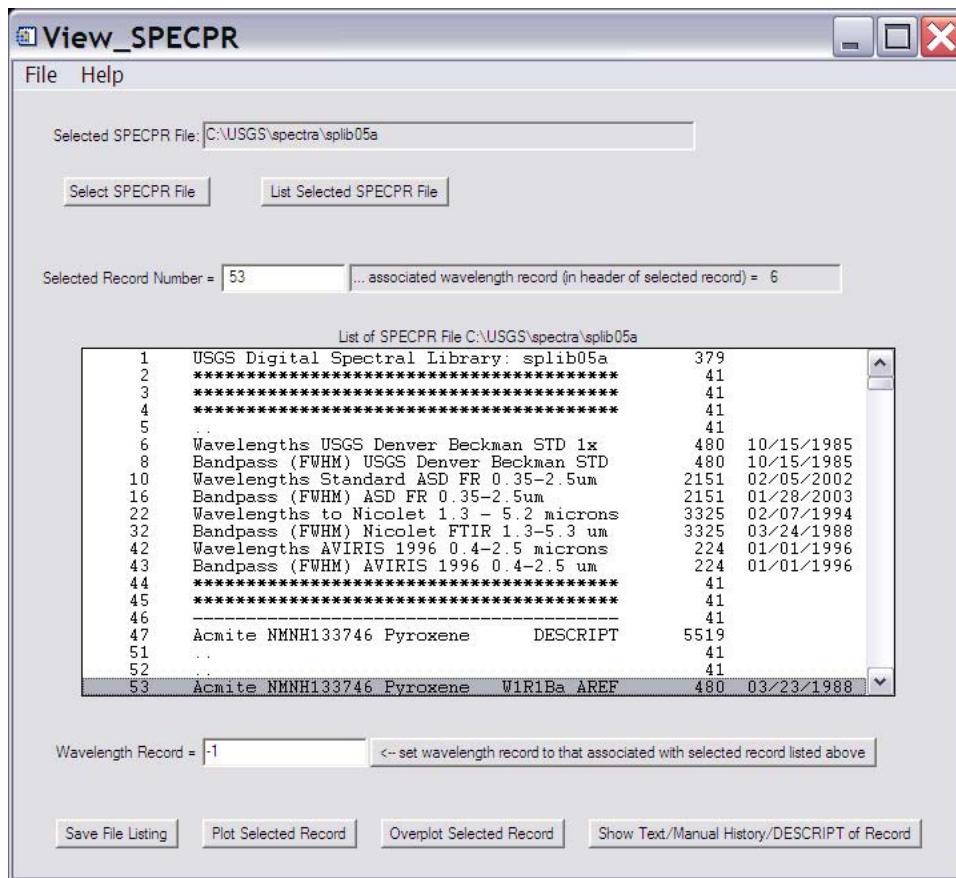 View_SPECPR
File Help
Selected SPECPR File: C:\USGS\spectra\splib05a
Select SPECPR File List Selected SPECPR File
Selected Record Number = 53 ... associated wavelength record (in header of selected record) = 6
List of SPECPR File C:\USGS\spectra\splib05a
1 USGS Digital Spectral Library: splib05a 379
2 **************************************** 41
3 **************************************** 41
4 **************************************** 41
5 .. 41
6 Wavelengths USGS Denver Beckman STD 1x 480 10/15/1985
8 Bandpass (FWHM) USGS Denver Beckman STD 480 10/15/1985
10 Wavelengths Standard ASD FR 0.35-2.5um 2151 02/05/2002
16 Bandpass (FWHM) ASD FR 0.35-2.5um 2151 01/28/2003
22 Wavelengths to Nicolet 1.3 - 5.2 microns 3325 02/07/1994
32 Bandpass (FWHM) Nicolet FTIR 1.3-5.3 um 3325 03/24/1988
42 Wavelengths AVIRIS 1996 0.4-2.5 microns 224 01/01/1996
43 Bandpass (FWHM) AVIRIS 1996 0.4-2.5 um 224 01/01/1996
44 **************************************** 41
45 **************************************** 41
46 ---------------------------------------- 41
47 Acmite NMNH133746 Pyroxene DESCRIPT 5519
51 .. 41
52 .. 41
53 Acmite NMNH133746 Pyroxene W1R1Ba AREF 480 03/23/1988
Wavelength Record = -1 <-- set wavelength record to that associated with selected record listed above
Save File Listing Plot Selected Record Overplot Selected Record Show Text/Manual History/DESCRIPT of Record